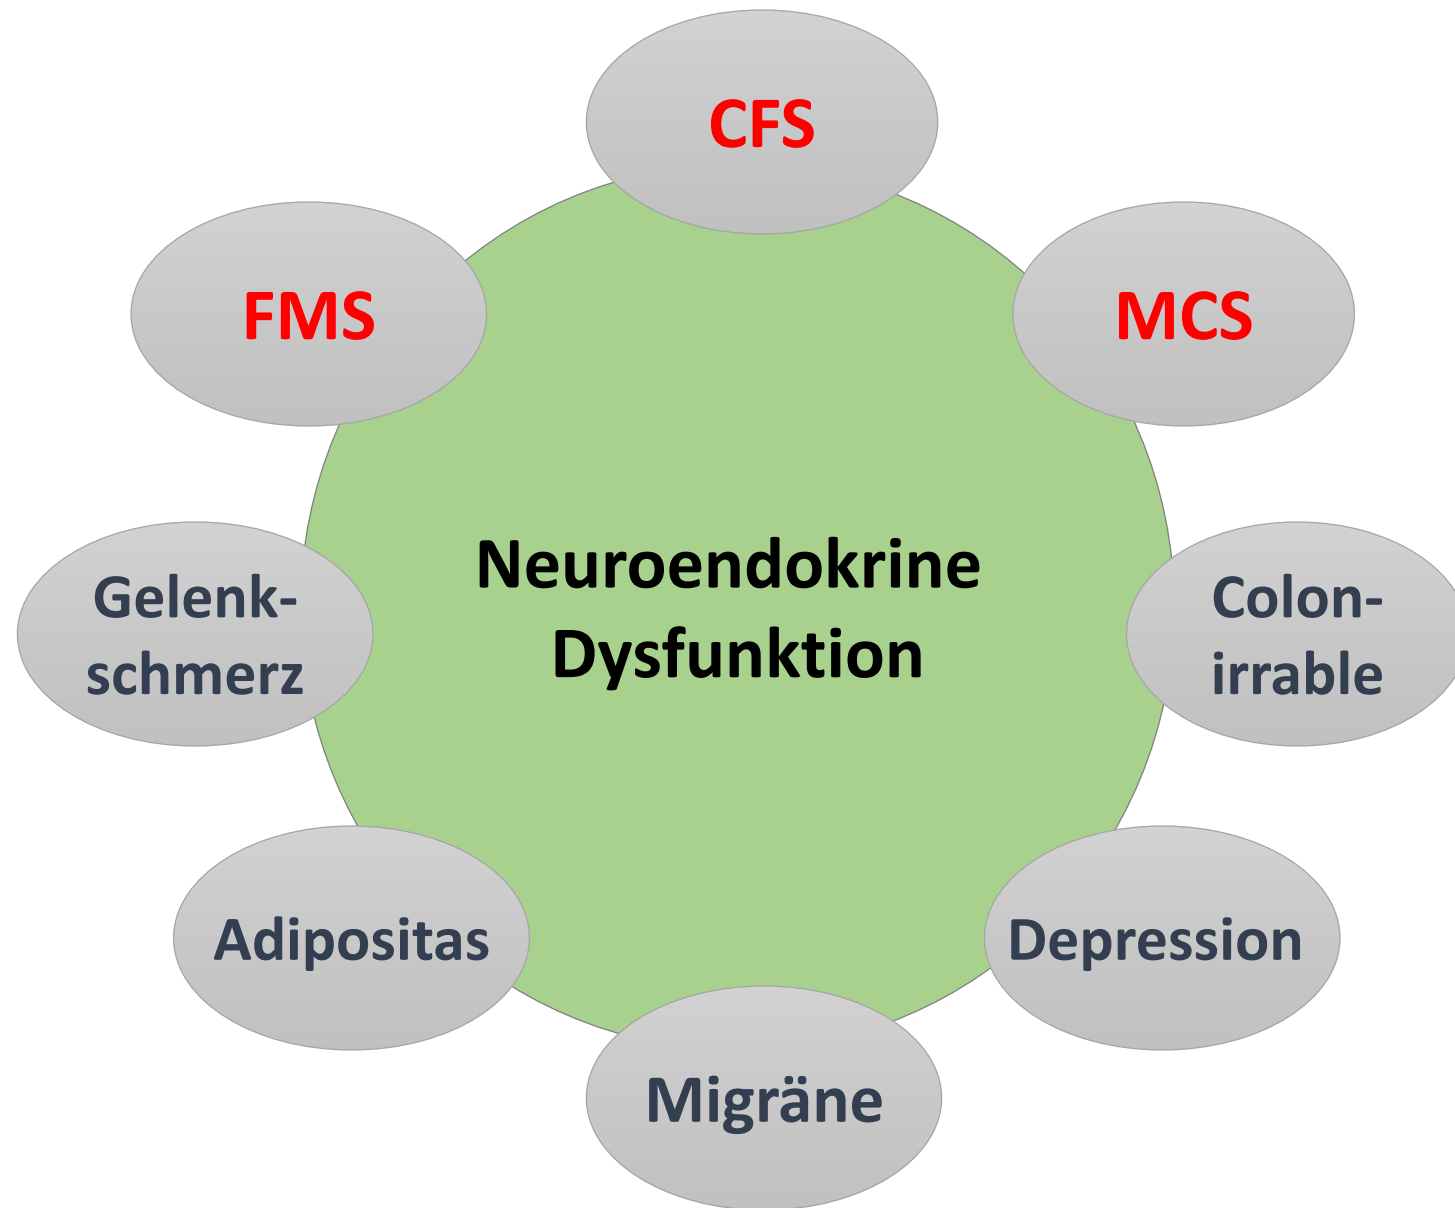 CFS
FMS
MCS
Neuroendokrine
Dysfunktion
Gelenk-
schmerz
Colon-
irrable
Adipositas
Depression
Migräne